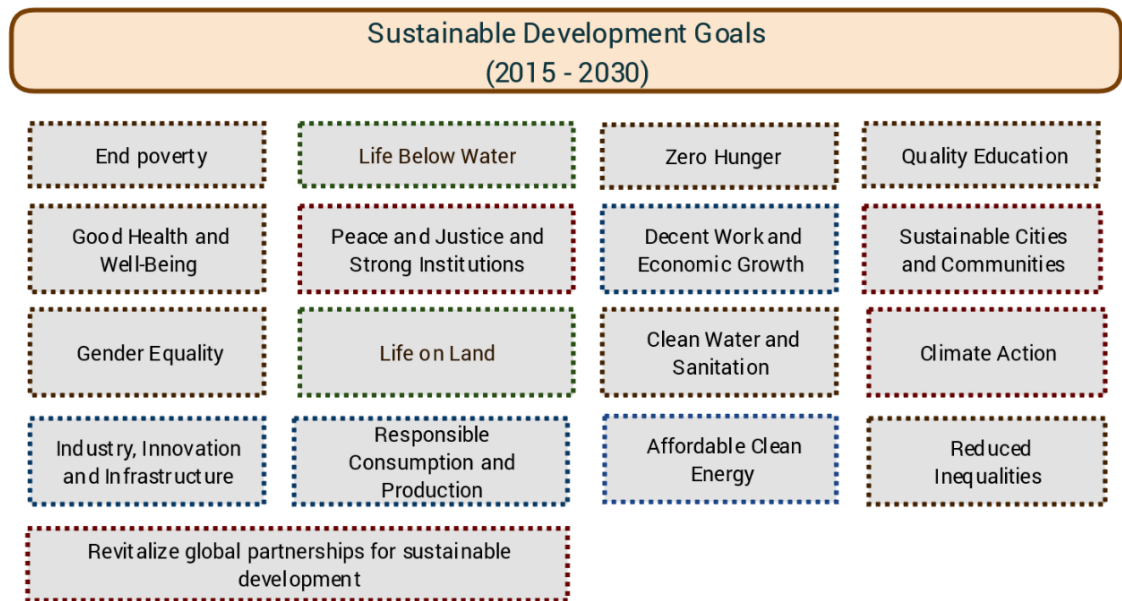 Sustainable Development Goals
(2015 - 2030)
End poverty
Life Below Water
Zero Hunger
Quality Education
Good Health and
Well-Being
Peace and Justice and
Strong Institutions
Decent Work and
Economic Growth
Sustainable Cities
and Communities
Gender Equality
Life on Land
Clean Water and
Sanitation
Climate Action
Industry, Innovation
and Infrastructure
Responsible
Consumption and
Production
Affordable Clean
Energy
Reduced
Inequalities
Revitalize global partnerships for sustainable
development